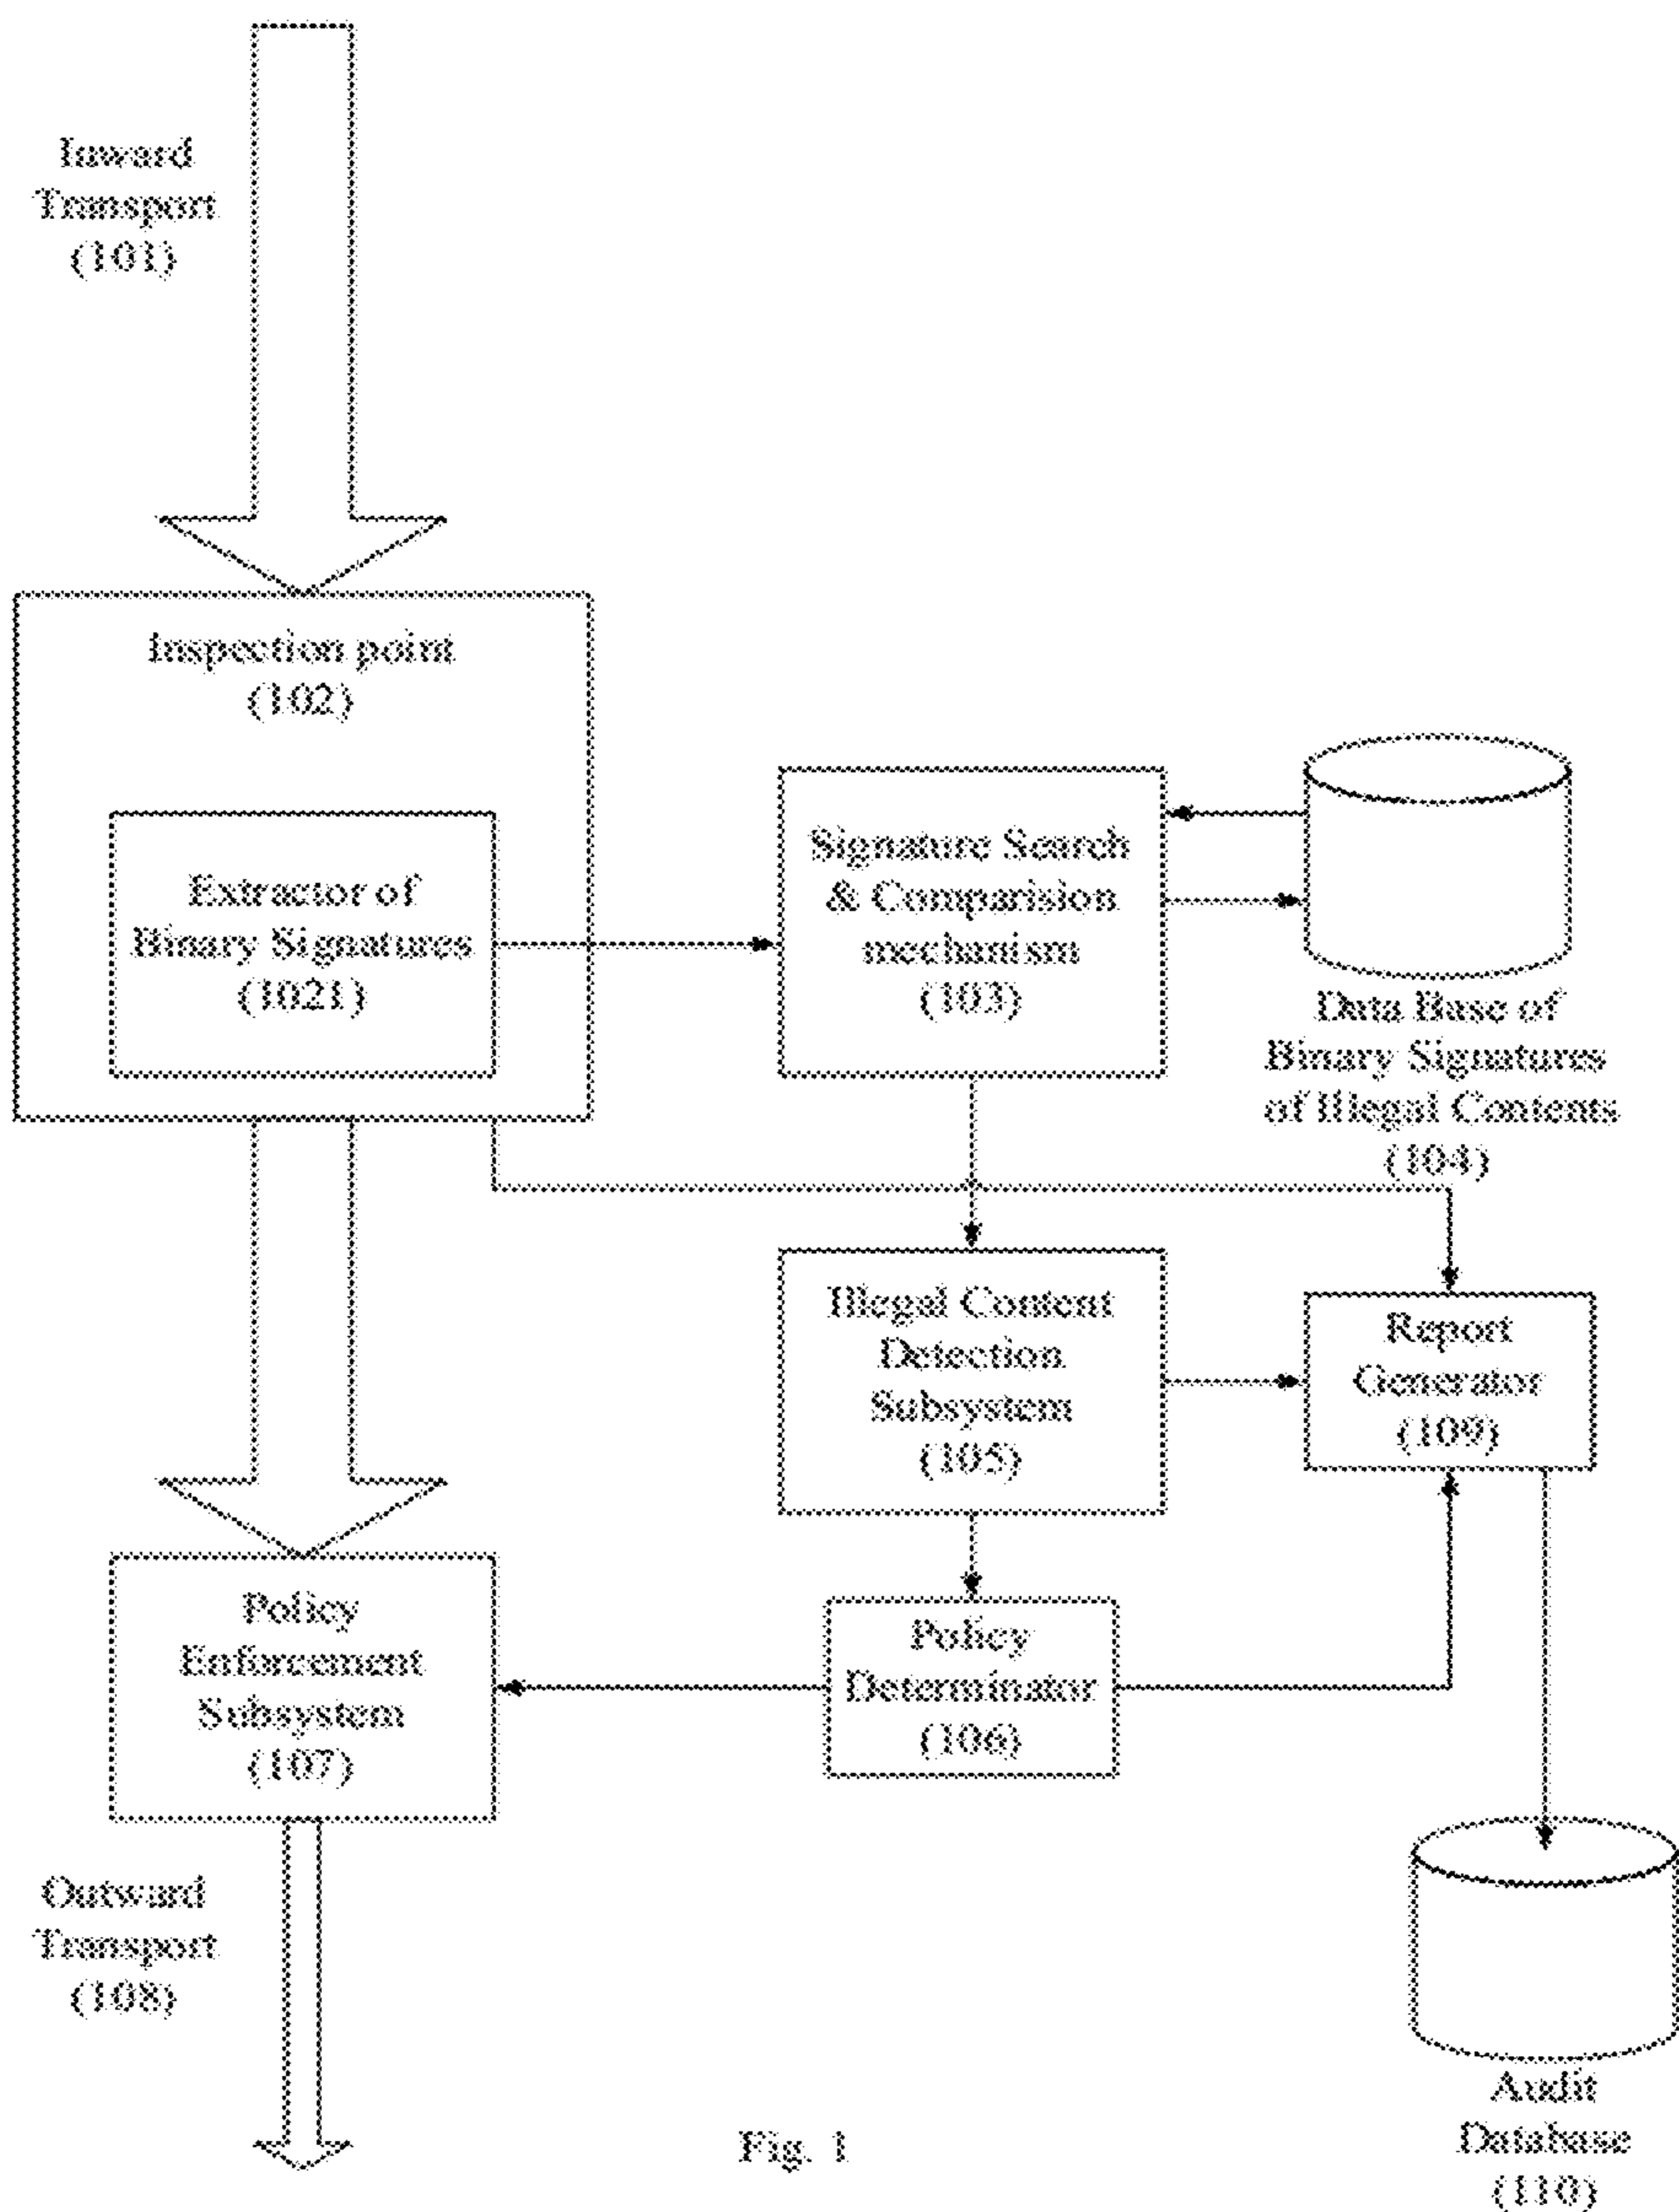 Inward
Transport
(101)
Inspection point
(102)
Extractor of
Binary Signatures
(1021)
Signature Search
& Comparision
mechanism
(103)
Data Base of
Binary Signatures
of Illegal Contents
(104)
Illegal Content
Detection
Subsystem
(105)
Report
Generator
(109)
Policy
Enforcement
Subsystem
(107)
Policy
Determinator
(106)
Outward
Transport
(108)
Audit
Database
(110)
Fig. 1